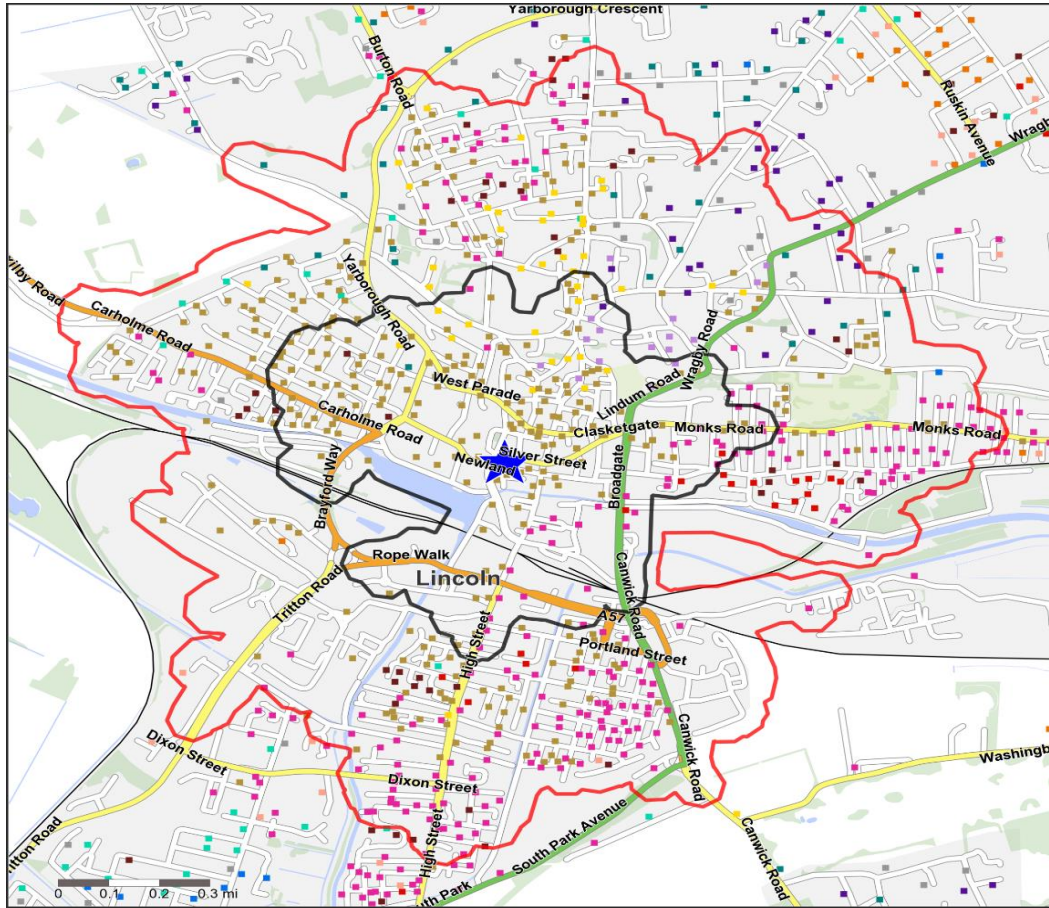 Yarborough Crescent
Burton Road
Ruskin Avenue
Wragb
xilby Road
Carholme Road
Yarborough Road
West Parade
Carholme Road
Lindum Road
Wragby Road
Clasketgate
Monks Road
Monks Road
Silver Street
Newland
Broadgate
Brayford Way
Rope Walk
Lincoln
Tritton Road
High Street
A57
Canwick Road
Portland Street
Dixon Street
Dixon Street
Canwick Road
Washingb
High Street
South Park Avenue
Canwick Road
itton Road
uth Park
0 0.1 0.2 0.3 mi